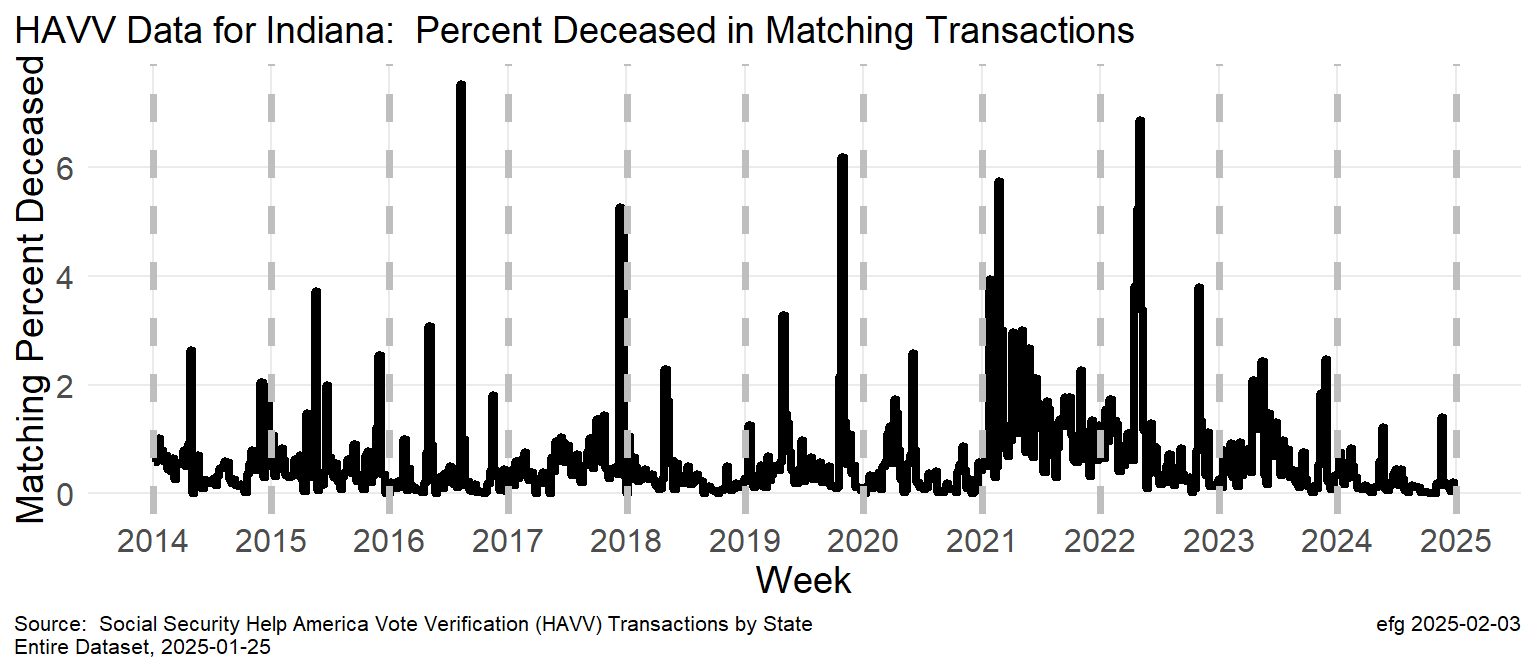 HAVV Data for Indiana:  Percent Deceased in Matching Transactions
Matching Percent Deceased
6
4
2
0
2014 2015 2016 2017 2018 2019 2020 2021 2022 2023 2024 2025
Week
Source:  Social Security Help America Vote Verification (HAVV) Transactions by State
Entire Dataset, 2025-01-25
efg 2025-02-03